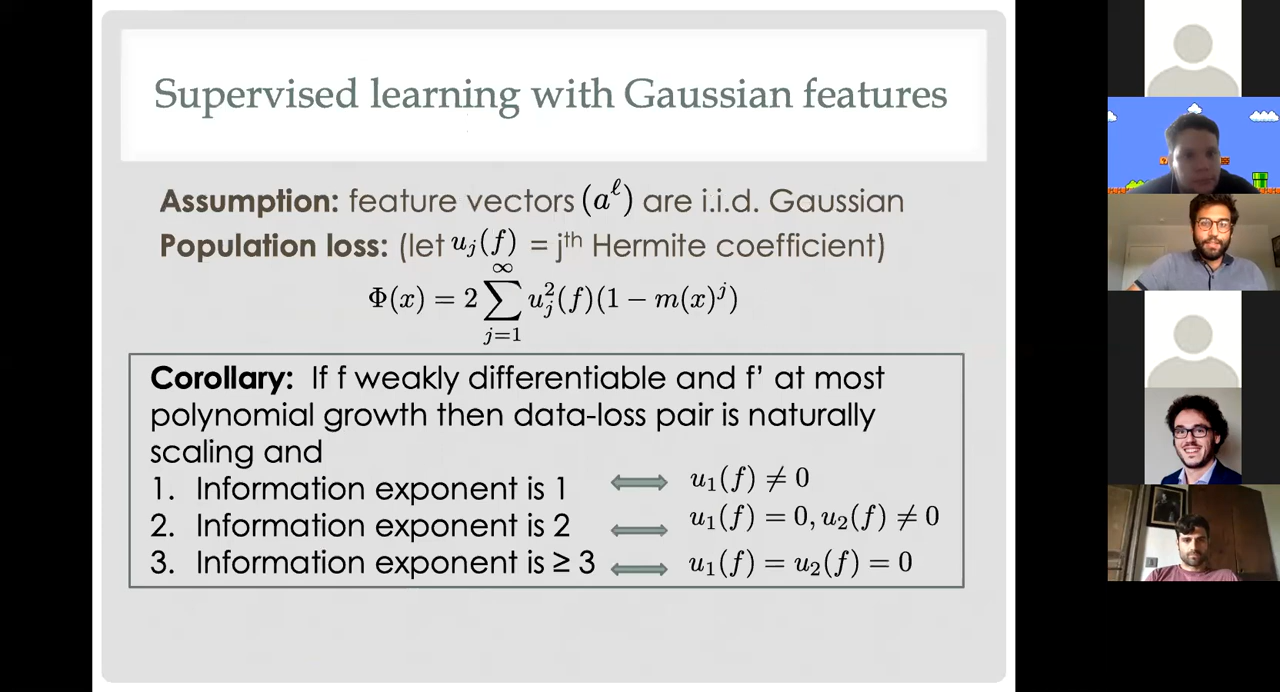 Supervised learning with Gaussian features
Assumption: feature vectors (a^ℓ) are i.i.d. Gaussian
Population loss: (let u_j(f) = j^th Hermite coefficient)
Φ(x) = 2 ∑_{j=1}^{∞} u_j^2(f)(1 − m(x)^j)
Corollary: If f weakly differentiable and f' at most
polynomial growth then data-loss pair is naturally
scaling and
1. Information exponent is 1 ⟺ u_1(f) ≠ 0
2. Information exponent is 2 ⟺ u_1(f) = 0, u_2(f) ≠ 0
3. Information exponent is ≥ 3 ⟺ u_1(f) = u_2(f) = 0